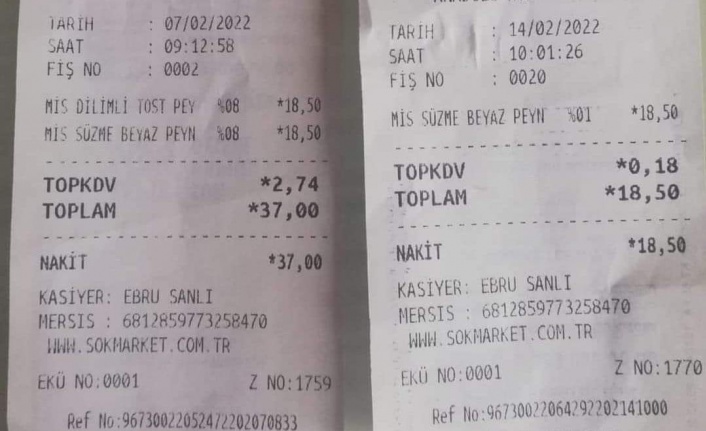 TARİH : 07/02/2022
SAAT : 09:12:58
FİŞ NO : 0002
MİS DİLİMLİ TOST PEY %08 *18,50
MİS SÜZME BEYAZ PEYN %08 *18,50
TOPKDV *2,74
TOPLAM *37,00
NAKİT *37,00
KASİYER: EBRU SANLI
MERSIS : 6812859773258470
WWW.SOKMARKET.COM.TR
EKÜ NO:0001 Z NO:1759
Ref No:96730022052472202070833
TARİH : 14/02/2022
SAAT : 10:01:26
FİŞ NO : 0020
MİS SÜZME BEYAZ PEYN %01 *18,50
TOPKDV *0,18
TOPLAM *18,50
NAKİT *18,50
KASİYER: EBRU SANLI
MERSIS : 6812859773258470
WWW.SOKMARKET.COM.TR
EKÜ NO:0001 Z NO:1770
Ref No:96730022064292202141000